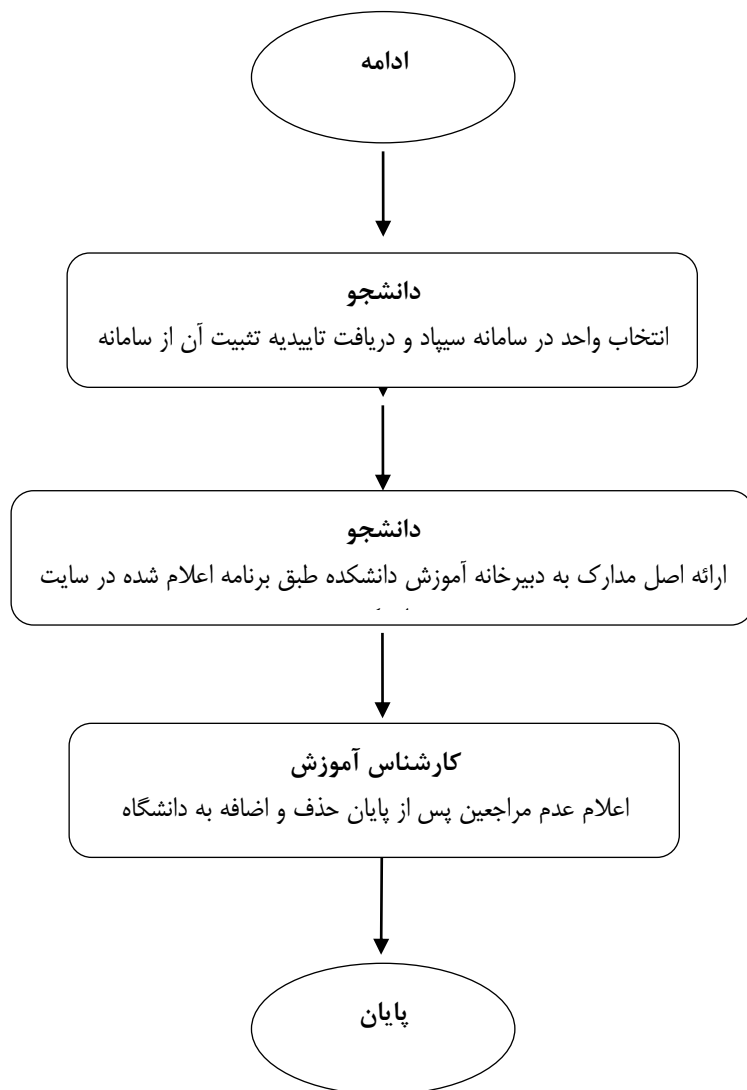 ادامه
دانشجو
انتخاب واحد در سامانه سیپاد و دریافت تاییدیه تثبیت آن از سامانه
دانشجو
ارائه اصل مدارک به دبیرخانه آموزش دانشکده طبق برنامه اعلام شده در سایت
کارشناس آموزش
اعلام عدم مراجعین پس از پایان حذف و اضافه به دانشگاه
پایان